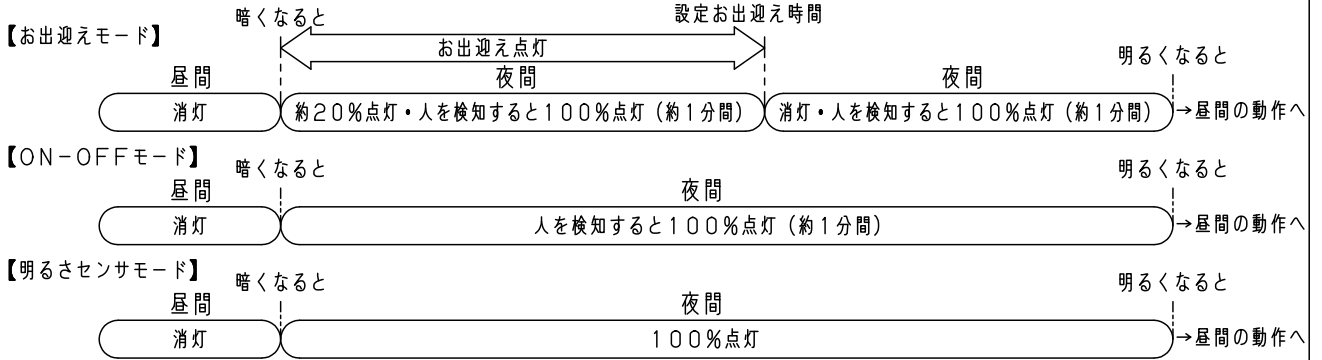 暗くなると 設定お出迎え時間
【お出迎えモード】
お出迎え点灯
明るくなると
昼間 夜間 夜間
消灯 約20%点灯・人を検知すると100%点灯(約1分間) 消灯・人を検知すると100%点灯(約1分間) →昼間の動作へ
【ON-OFFモード】
暗くなると 明るくなると
昼間 夜間
消灯 人を検知すると100%点灯(約1分間) →昼間の動作へ
【明るさセンサモード】
暗くなると 明るくなると
昼間 夜間
消灯 100%点灯 →昼間の動作へ